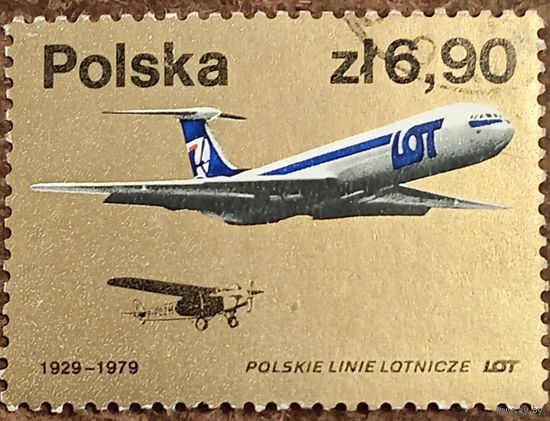 Polska zł6,90
LOT
1929-1979 POLSKIE LINIE LOTNICZE LOT